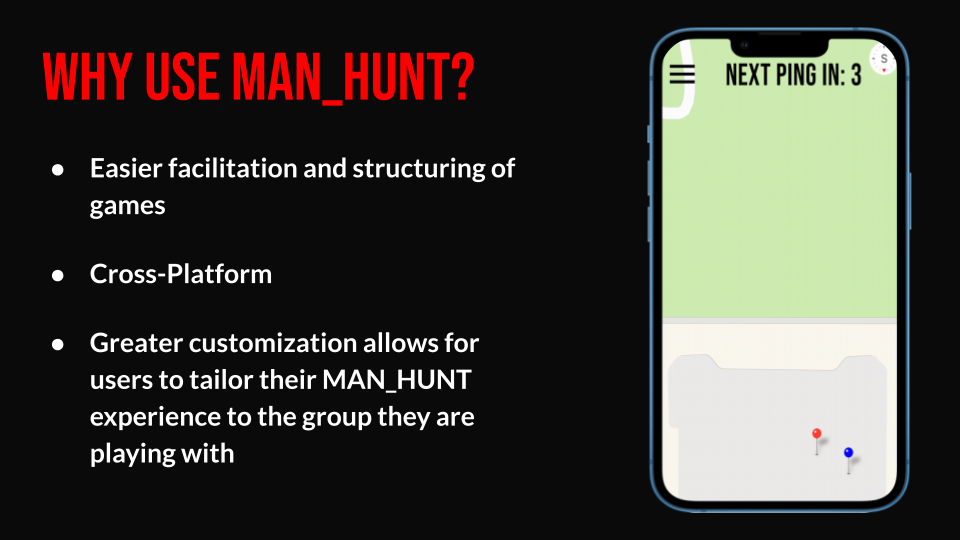 WHY USE MAN_HUNT?
● Easier facilitation and structuring of
games
● Cross-Platform
● Greater customization allows for
users to tailor their MAN_HUNT
experience to the group they are
playing with
NEXT PING IN: 3
S